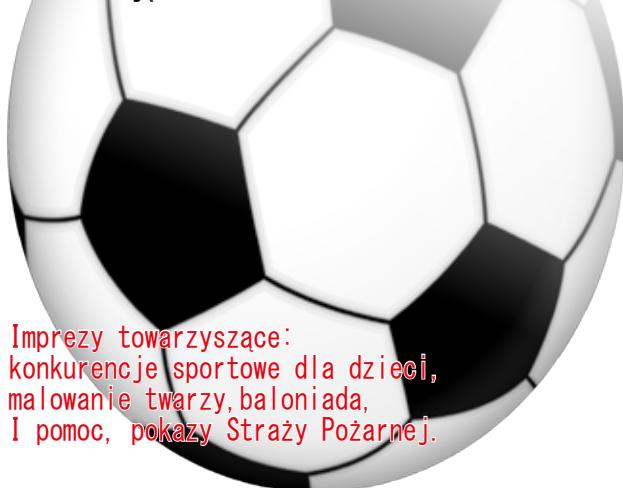 Imprezy towarzyszące:
konkurencje sportowe dla dzieci,
malowanie twarzy,baloniada,
I pomoc, pokazy Straży Pożarnej.